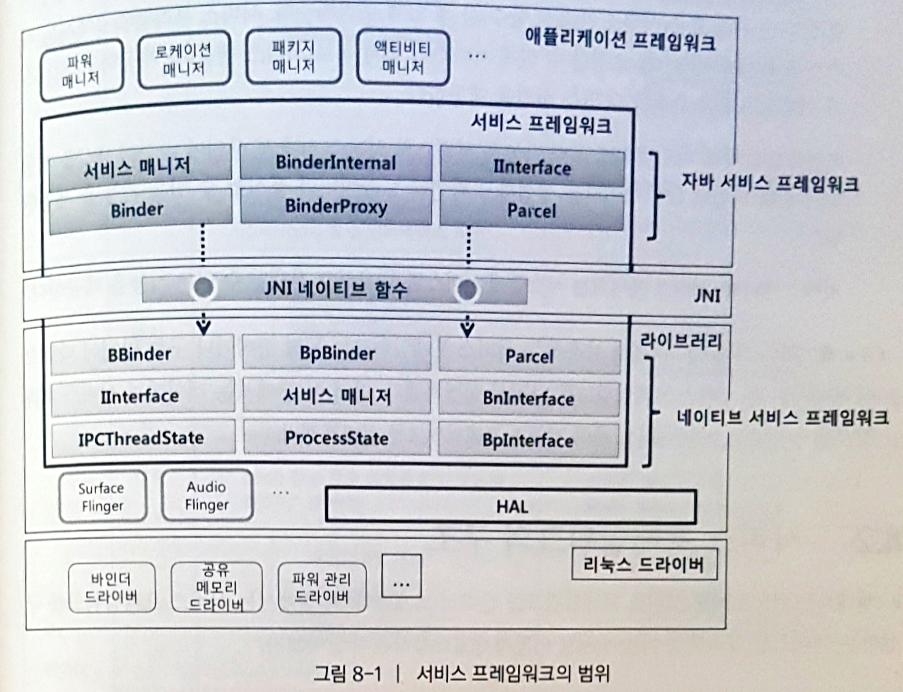 애플리케이션 프레임워크
파워
매니저
로케이션
매니저
패키지
매니저
액티비티
매니저
...
서비스 프레임워크
서비스 매니저
BinderInternal
IInterface
Binder
BinderProxy
Parcel
자바 서비스 프레임워크
JNI 네이티브 함수
JNI
라이브러리
BBinder
BpBinder
Parcel
IInterface
서비스 매니저
BnInterface
IPCThreadState
ProcessState
BpInterface
네이티브 서비스 프레임워크
Surface
Flinger
Audio
Flinger
...
HAL
리눅스 드라이버
바인더
드라이버
공유
메모리
드라이버
파워 관리
드라이버
...
그림 8-1 | 서비스 프레임워크의 범위